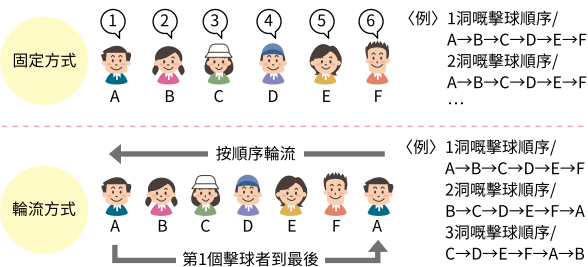 固定方式
1 2 3 4 5 6
A B C D E F
〈例〉 1洞嘅擊球順序/
A→B→C→D→E→F
2洞嘅擊球順序/
A→B→C→D→E→F
…
輪流方式
按順序輪流
A B C D E F A
第1個擊球者到最後
〈例〉 1洞嘅擊球順序/
A→B→C→D→E→F
2洞嘅擊球順序/
B→C→D→E→F→A
3洞嘅擊球順序/
C→D→E→F→A→B